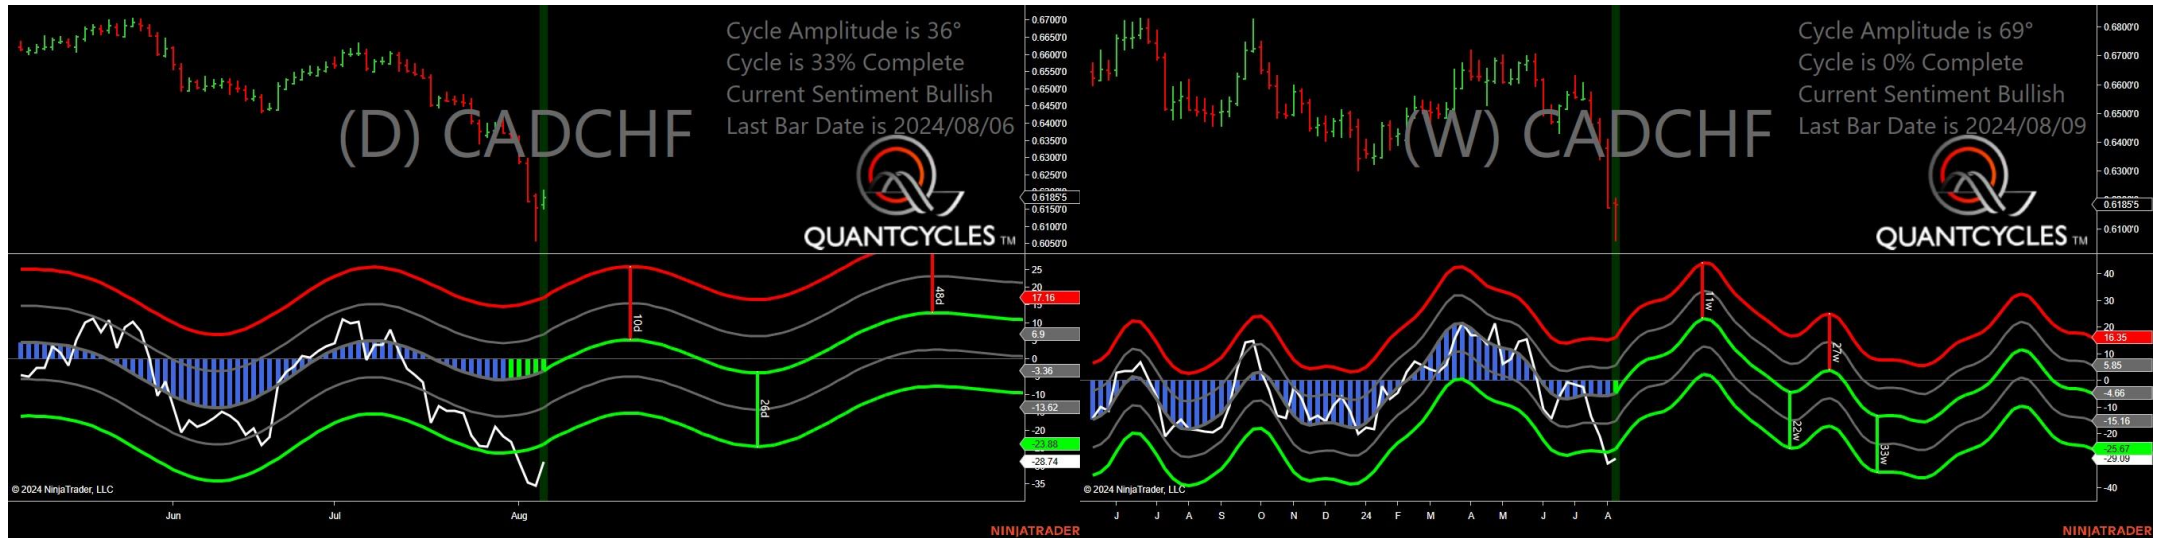 (D) CADCHF
Cycle Amplitude is 36°
Cycle is 33% Complete
Current Sentiment Bullish
Last Bar Date is 2024/08/06
QUANTCYCLES TM
0.6700'0
0.6650'0
0.6600'0
0.6550'0
0.6500'0
0.6450'0
0.6400'0
0.6350'0
0.6300'0
0.6250'0
0.6185'5
0.6150'0
0.6100'0
0.6050'0
10d
26d
48d
25
20
17.16
10
6.9
0
-3.36
-10
-13.62
-20
-23.88
-28.74
-35
© 2024 NinjaTrader, LLC
Jun
Jul
Aug
NINJATRADER
(W) CADCHF
Cycle Amplitude is 69°
Cycle is 0% Complete
Current Sentiment Bullish
Last Bar Date is 2024/08/09
QUANTCYCLES TM
0.6800'0
0.6700'0
0.6600'0
0.6500'0
0.6400'0
0.6300'0
0.6185'5
0.6100'0
11w
22w
27w
33w
40
30
20
16.35
10
5.85
0
-4.66
-10
-15.16
-20
-25.67
-29.09
-40
© 2024 NinjaTrader, LLC
J J A S O N D 24 F M A M J J A
NINJATRADER